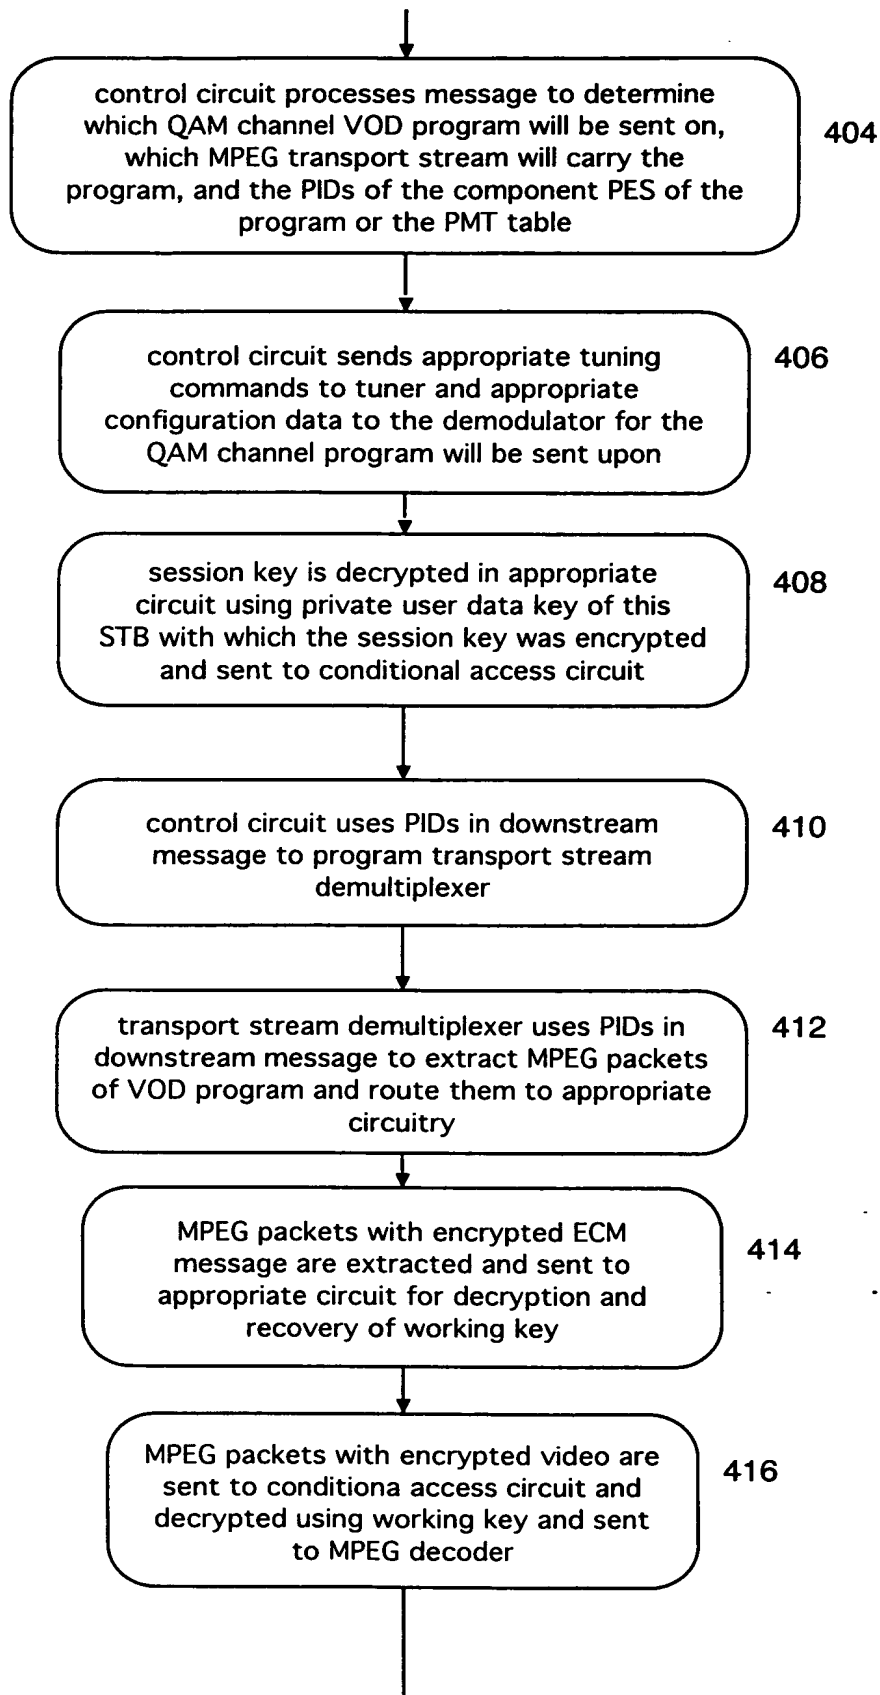 control circuit processes message to determine
which QAM channel VOD program will be sent on,
which MPEG transport stream will carry the
program, and the PIDs of the component PES of the
program or the PMT table
404
control circuit sends appropriate tuning
commands to tuner and appropriate
configuration data to the demodulator for the
QAM channel program will be sent upon
406
session key is decrypted in appropriate
circuit using private user data key of this
STB with which the session key was encrypted
and sent to conditional access circuit
408
control circuit uses PIDs in downstream
message to program transport stream
demultiplexer
410
transport stream demultiplexer uses PIDs in
downstream message to extract MPEG packets
of VOD program and route them to appropriate
circuitry
412
MPEG packets with encrypted ECM
message are extracted and sent to
appropriate circuit for decryption and
recovery of working key
414
MPEG packets with encrypted video are
sent to conditiona access circuit and
decrypted using working key and sent
to MPEG decoder
416